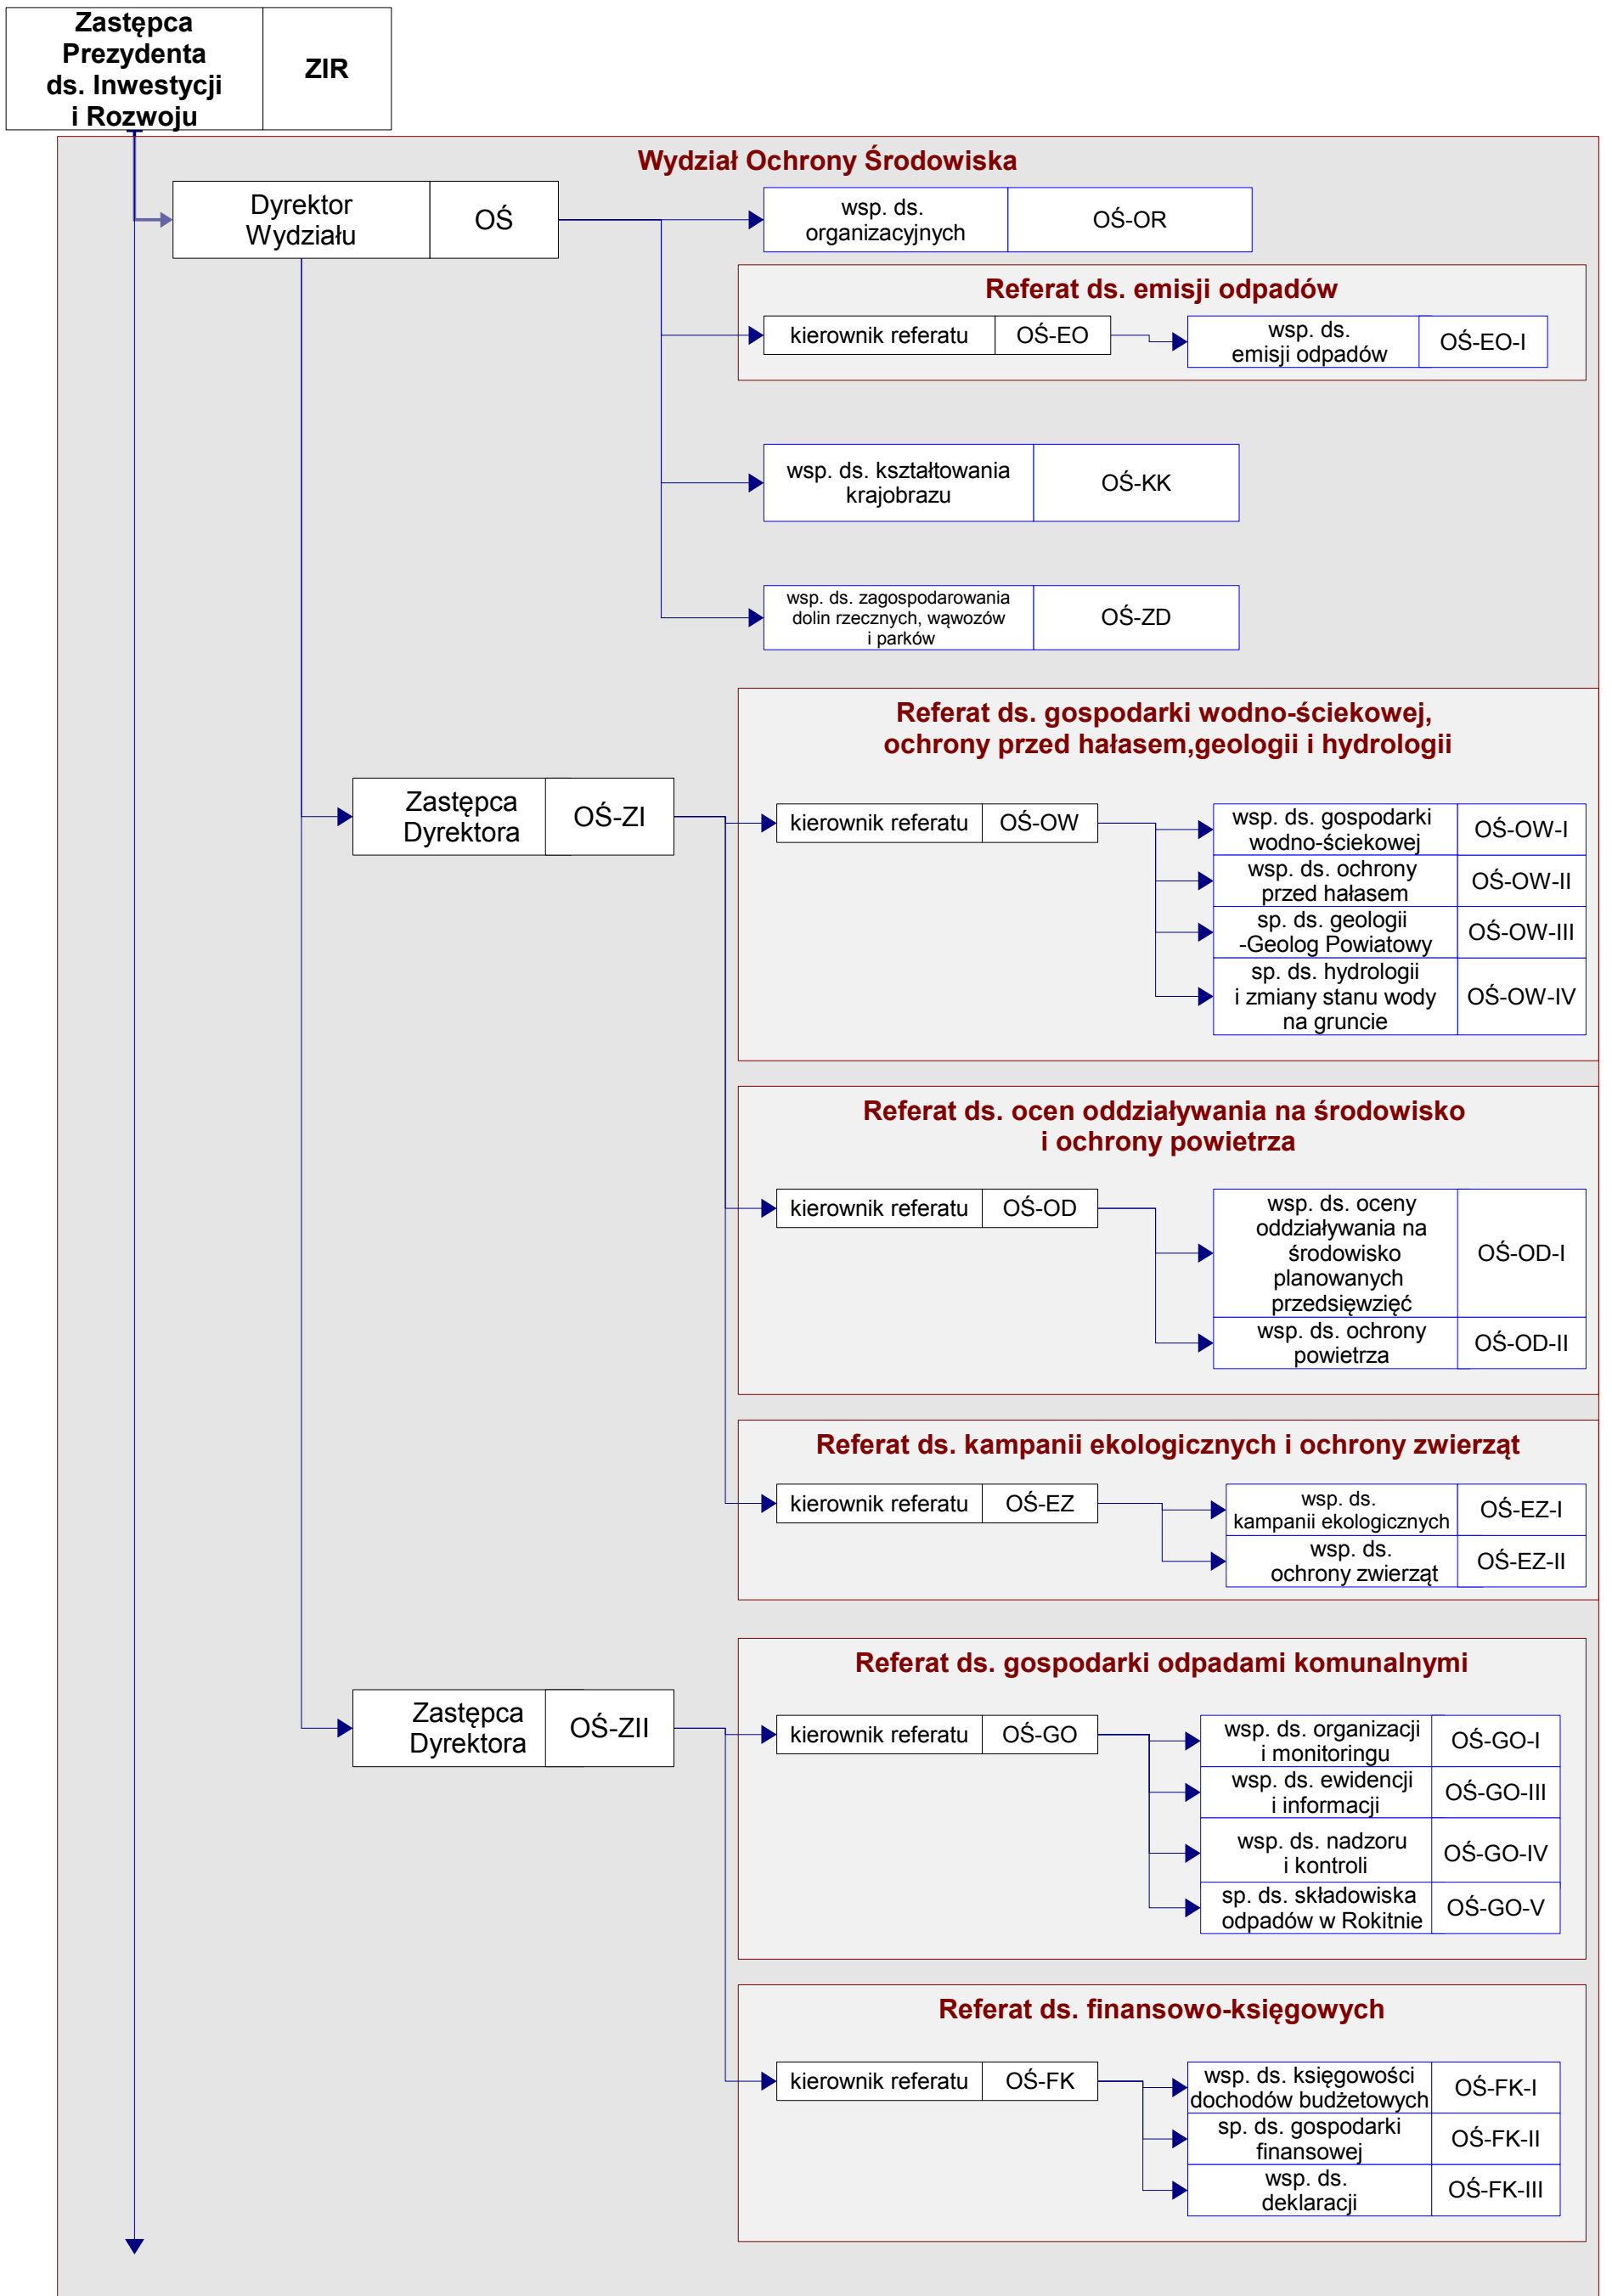 Zastępca
Prezydenta
ds. Inwestycji
i Rozwoju
ZIR
Wydział Ochrony Środowiska
Dyrektor
Wydziału
OŚ
wsp. ds.
organizacyjnych
OŚ-OR
Referat ds. emisji odpadów
kierownik referatu
OŚ-EO
wsp. ds.
emisji odpadów
OŚ-EO-I
wsp. ds. kształtowania
krajobrazu
OŚ-KK
wsp. ds. zagospodarowania
dolin rzecznych, wąwozów
i parków
OŚ-ZD
Referat ds. gospodarki wodno-ściekowej,
ochrony przed hałasem,geologii i hydrologii
Zastępca
Dyrektora
OŚ-ZI
kierownik referatu
OŚ-OW
wsp. ds. gospodarki
wodno-ściekowej
OŚ-OW-I
wsp. ds. ochrony
przed hałasem
OŚ-OW-II
sp. ds. geologii
-Geolog Powiatowy
OŚ-OW-III
sp. ds. hydrologii
i zmiany stanu wody
na gruncie
OŚ-OW-IV
Referat ds. ocen oddziaływania na środowisko
i ochrony powietrza
kierownik referatu
OŚ-OD
wsp. ds. oceny
oddziaływania na
środowisko
planowanych
przedsięwzięć
OŚ-OD-I
wsp. ds. ochrony
powietrza
OŚ-OD-II
Referat ds. kampanii ekologicznych i ochrony zwierząt
kierownik referatu
OŚ-EZ
wsp. ds.
kampanii ekologicznych
OŚ-EZ-I
wsp. ds.
ochrony zwierząt
OŚ-EZ-II
Referat ds. gospodarki odpadami komunalnymi
Zastępca
Dyrektora
OŚ-ZII
kierownik referatu
OŚ-GO
wsp. ds. organizacji
i monitoringu
OŚ-GO-I
wsp. ds. ewidencji
i informacji
OŚ-GO-III
wsp. ds. nadzoru
i kontroli
OŚ-GO-IV
sp. ds. składowiska
odpadów w Rokitnie
OŚ-GO-V
Referat ds. finansowo-księgowych
kierownik referatu
OŚ-FK
wsp. ds. księgowości
dochodów budżetowych
OŚ-FK-I
sp. ds. gospodarki
finansowej
OŚ-FK-II
wsp. ds.
deklaracji
OŚ-FK-III